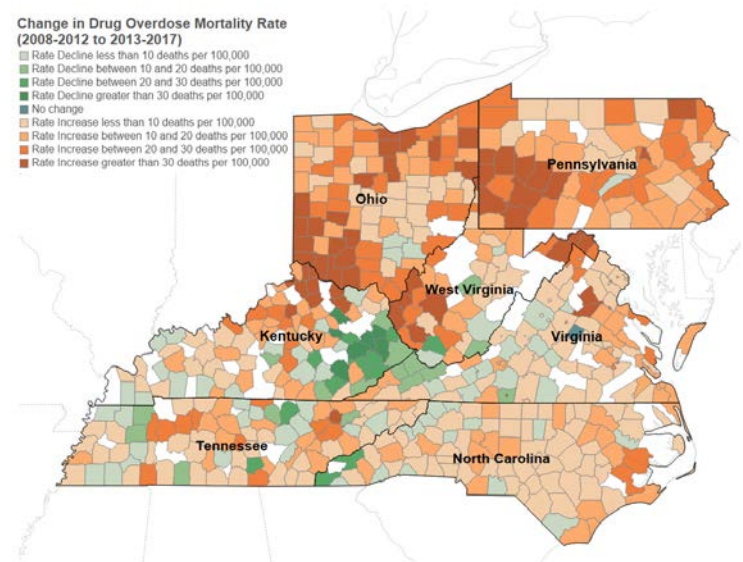 Change in Drug Overdose Mortality Rate
(2008-2012 to 2013-2017)
Rate Decline less than 10 deaths per 100,000
Rate Decline between 10 and 20 deaths per 100,000
Rate Decline between 20 and 30 deaths per 100,000
Rate Decline greater than 30 deaths per 100,000
No change
Rate Increase less than 10 deaths per 100,000
Rate Increase between 10 and 20 deaths per 100,000
Rate Increase between 20 and 30 deaths per 100,000
Rate Increase greater than 30 deaths per 100,000
Pennsylvania
Ohio
West Virginia
Kentucky
Virginia
Tennessee
North Carolina